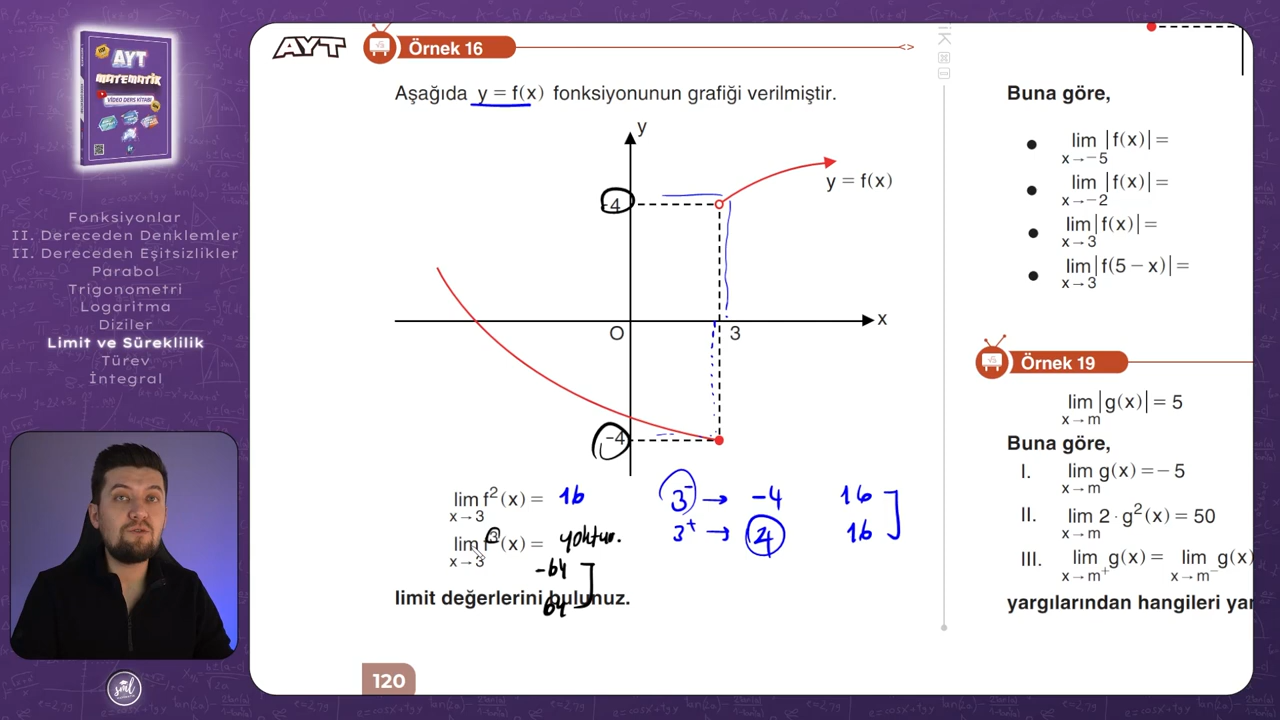 AYT
MATEMATİK
VİDEO DERS KİTABI
Fonksiyonlar
II. Dereceden Denklemler
II. Dereceden Eşitsizlikler
Parabol
Trigonometri
Logaritma
Diziler
Limit ve Süreklilik
Türev
İntegral
sml
AYT
Örnek 16
Aşağıda y = f(x) fonksiyonunun grafiği verilmiştir.
y
-4
y = f(x)
O
3
x
-4
lim f²(x) = 16
x→3
lim f³(x) = yoktur.
x→3
-64
64
3⁻ → -4 16
3⁺ → 4 16
limit değerlerini bulunuz.
120
Buna göre,
• lim |f(x)| =
x→−5
• lim |f(x)| =
x→−2
• lim |f(x)| =
x→3
• lim |f(5 − x)| =
x→3
Örnek 19
lim |g(x)| = 5
x→m
Buna göre,
I. lim g(x) = − 5
x→m
II. lim 2 · g²(x) = 50
x→m
III. lim g(x) = lim g(x)
x→m⁺ x→m⁻
yargılarından hangileri yar